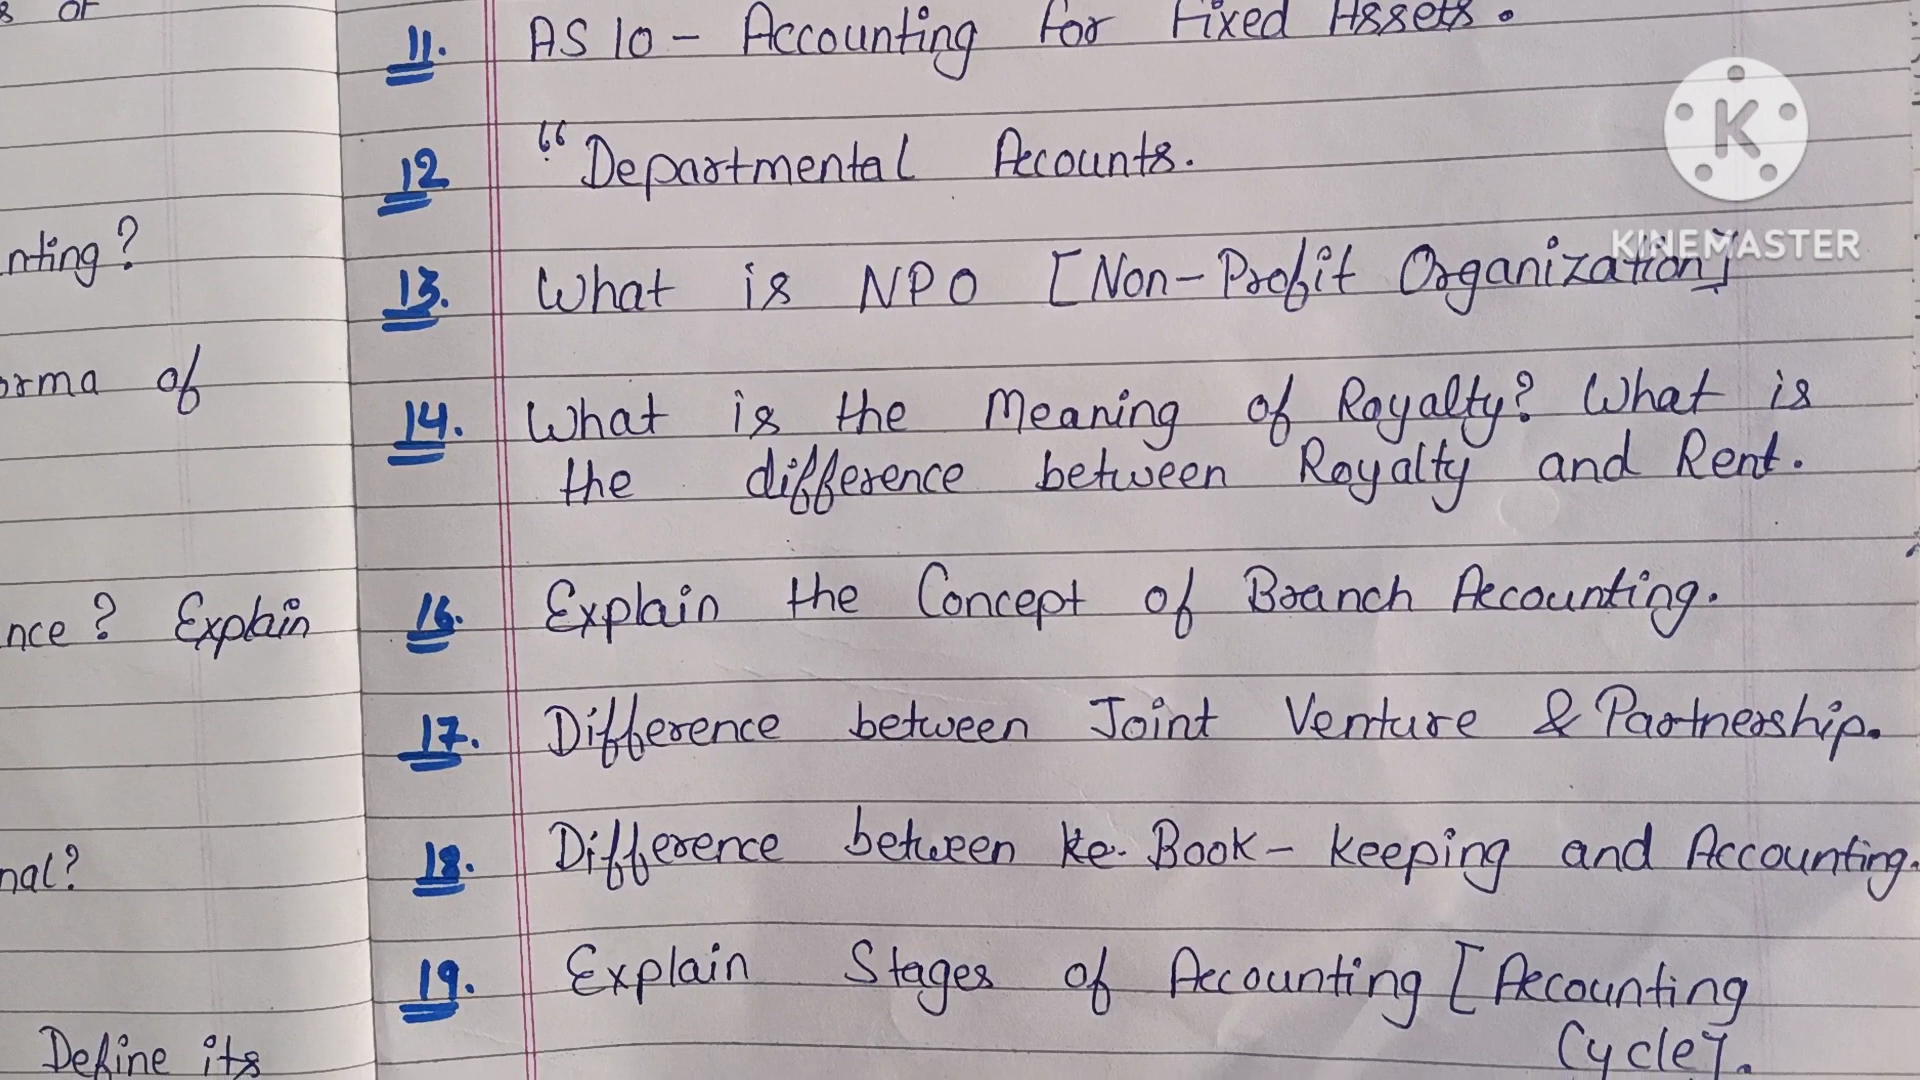 s of
nting?
orma of
nce? Explain
nal?
Define its
11. AS 10 - Accounting for Fixed Assets.
12 “Departmental Accounts.
13. What is NPO [Non-Profit Organization]
14. What is the Meaning of Royalty? What is
the difference between Royalty and Rent.
16. Explain the Concept of Branch Accounting.
17. Difference between Joint Venture & Partnership.
18. Difference between ke. Book - keeping and Accounting.
19. Explain Stages of Accounting [Accounting
Cycle].
K
KINEMASTER